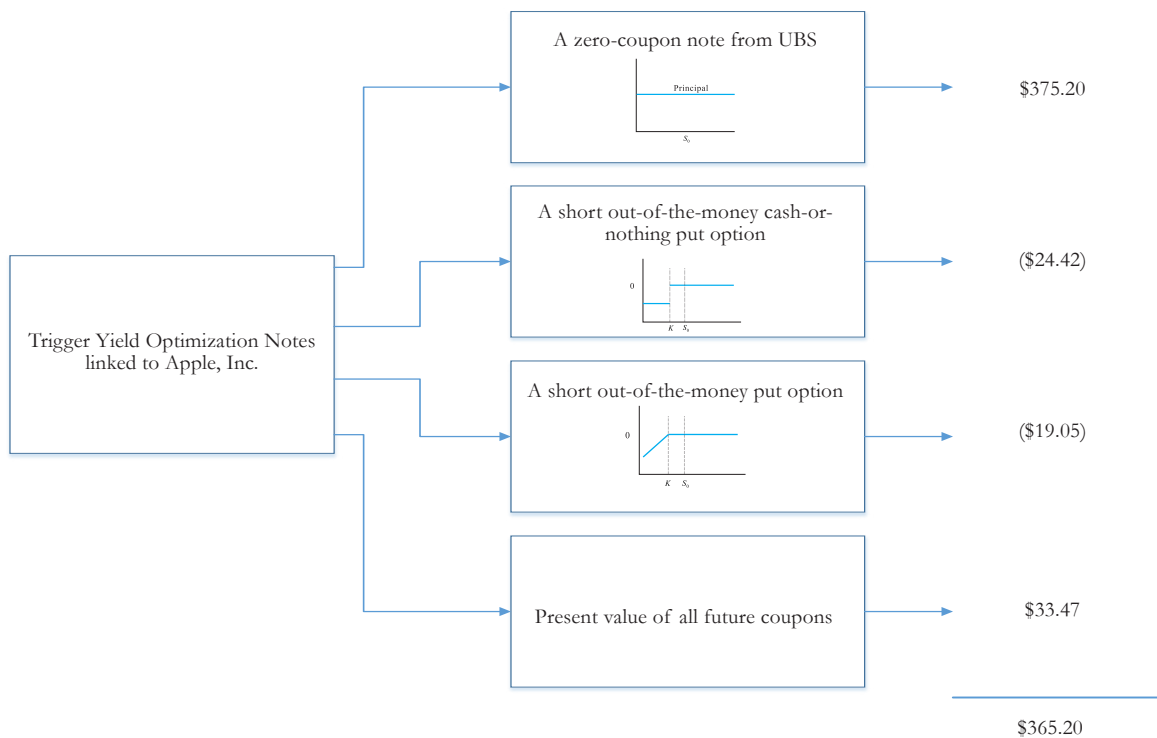 A zero-coupon note from UBS
Principal
S₀
$375.20
A short out-of-the-money cash-or-
nothing put option
0
K S₀
($24.42)
Trigger Yield Optimization Notes
linked to Apple, Inc.
A short out-of-the-money put option
0
K S₀
($19.05)
Present value of all future coupons
$33.47
$365.20